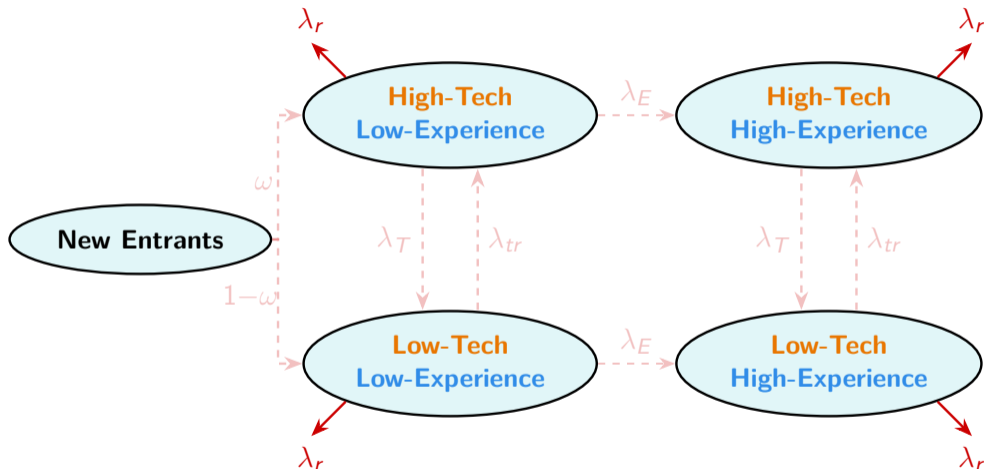 λr λr
High-Tech
Low-Experience
λE
High-Tech
High-Experience
ω
New Entrants
λT λtr λT λtr
1−ω
Low-Tech
Low-Experience
λE
Low-Tech
High-Experience
λr λr